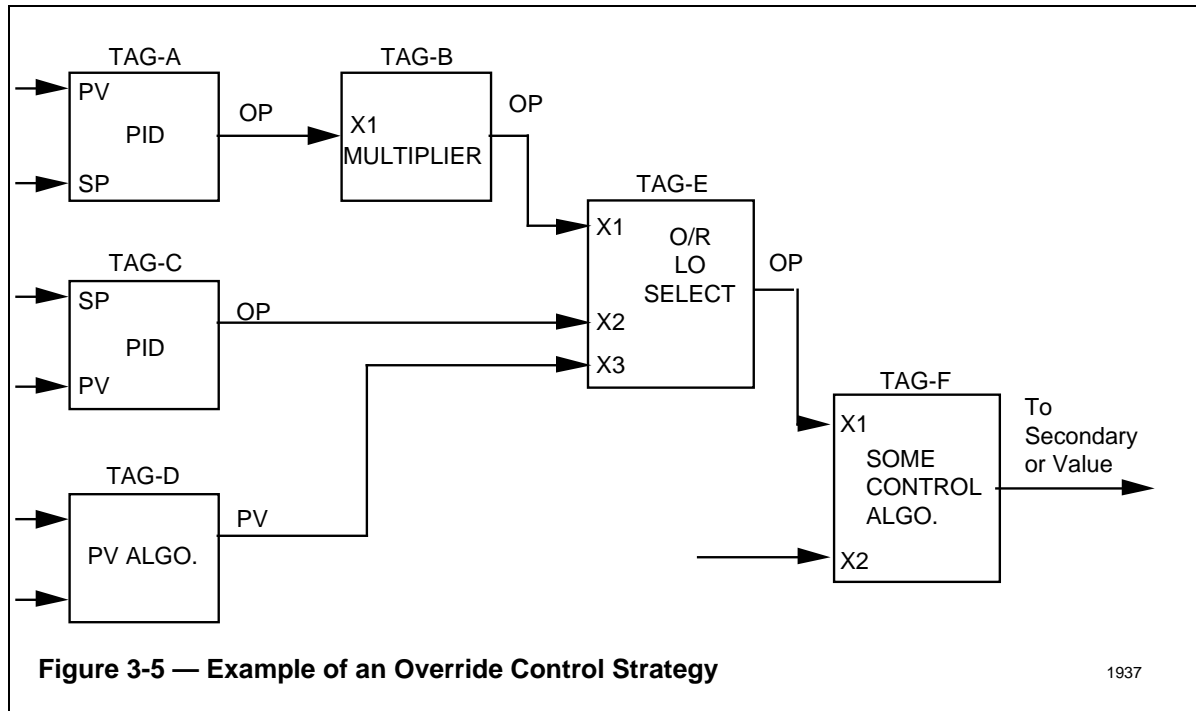 TAG-A
PV
PID
SP
OP
TAG-B
X1
MULTIPLIER
OP
TAG-C
SP
PID
PV
OP
TAG-D
PV ALGO.
PV
TAG-E
X1
O/R
LO
SELECT
X2
X3
OP
TAG-F
X1
SOME
CONTROL
ALGO.
X2
To
Secondary
or Value
Figure 3-5 — Example of an Override Control Strategy
1937